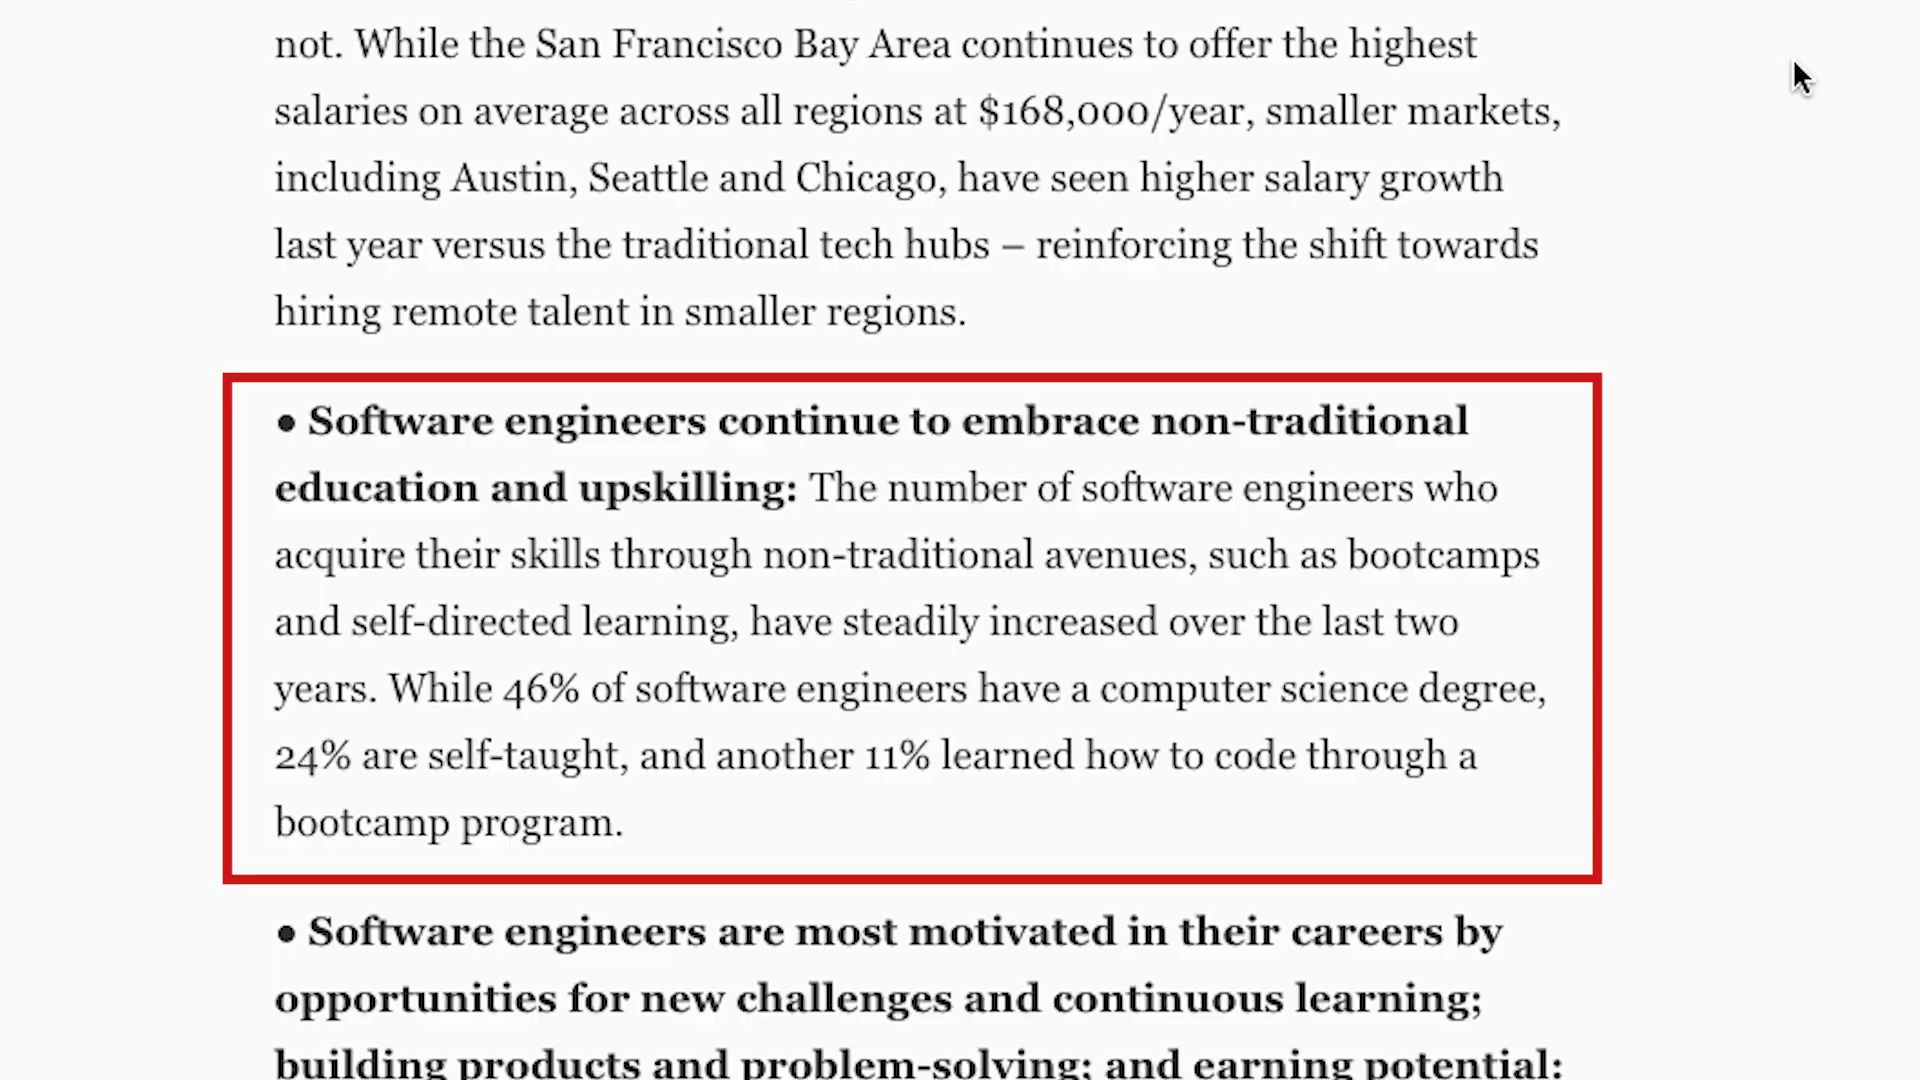 not. While the San Francisco Bay Area continues to offer the highest
salaries on average across all regions at $168,000/year, smaller markets,
including Austin, Seattle and Chicago, have seen higher salary growth
last year versus the traditional tech hubs – reinforcing the shift towards
hiring remote talent in smaller regions.
● Software engineers continue to embrace non-traditional
education and upskilling: The number of software engineers who
acquire their skills through non-traditional avenues, such as bootcamps
and self-directed learning, have steadily increased over the last two
years. While 46% of software engineers have a computer science degree,
24% are self-taught, and another 11% learned how to code through a
bootcamp program.
● Software engineers are most motivated in their careers by
opportunities for new challenges and continuous learning;
building products and problem-solving; and earning potential: